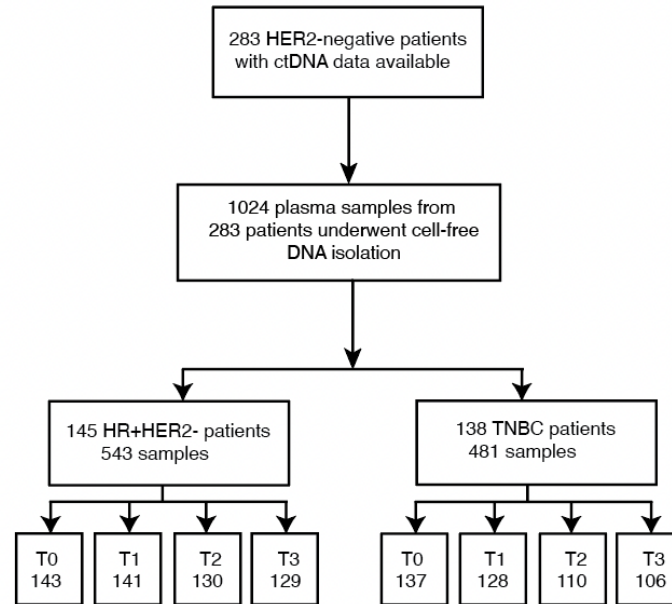 283 HER2-negative patients
with ctDNA data available
1024 plasma samples from
283 patients underwent cell-free
DNA isolation
145 HR+HER2- patients
543 samples
138 TNBC patients
481 samples
T0
143
T1
141
T2
130
T3
129
T0
137
T1
128
T2
110
T3
106